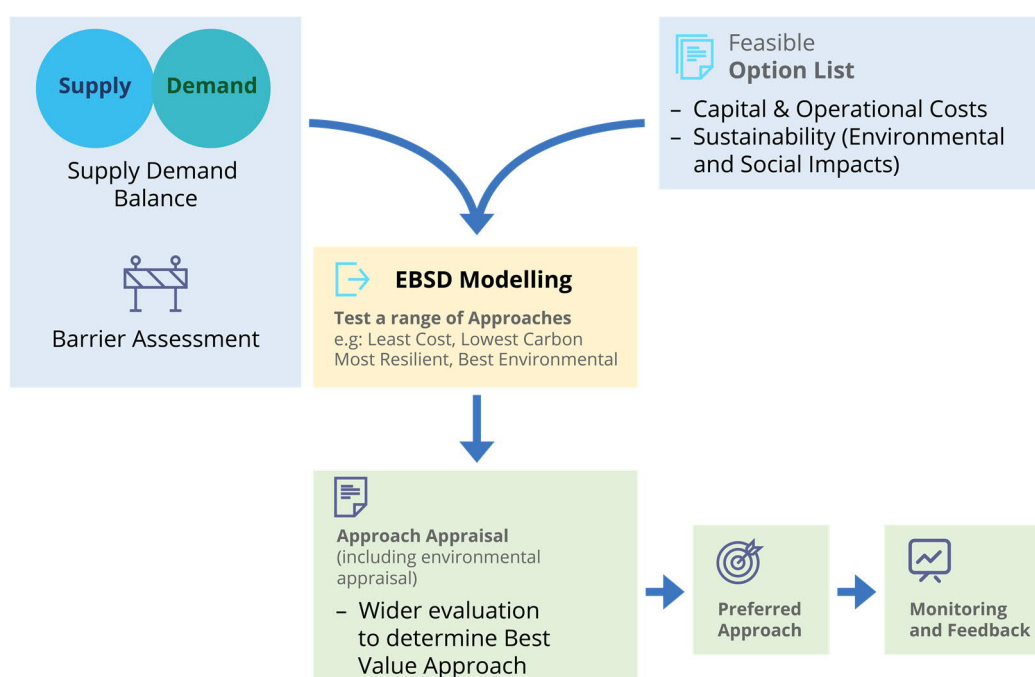 Supply
Demand
Supply Demand
Balance
Barrier Assessment
Feasible
Option List
– Capital & Operational Costs
– Sustainability (Environmental
and Social Impacts)
EBSD Modelling
Test a range of Approaches
e.g: Least Cost, Lowest Carbon
Most Resilient, Best Environmental
Approach Appraisal
(including environmental
appraisal)
– Wider evaluation
to determine Best
Value Approach
Preferred
Approach
Monitoring
and Feedback